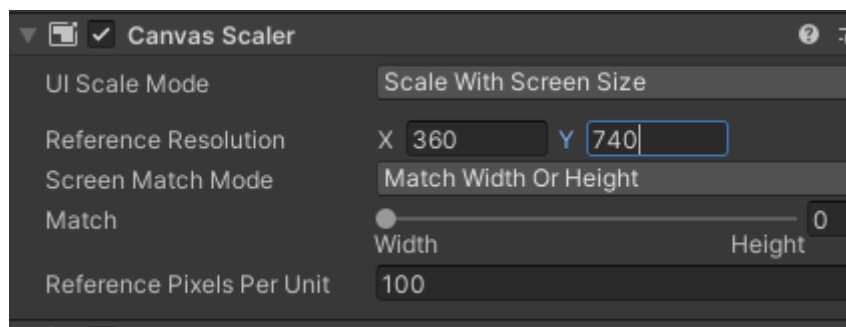 Canvas Scaler
UI Scale Mode Scale With Screen Size
Reference Resolution X 360 Y 740
Screen Match Mode Match Width Or Height
Match 0
Width Height
Reference Pixels Per Unit 100